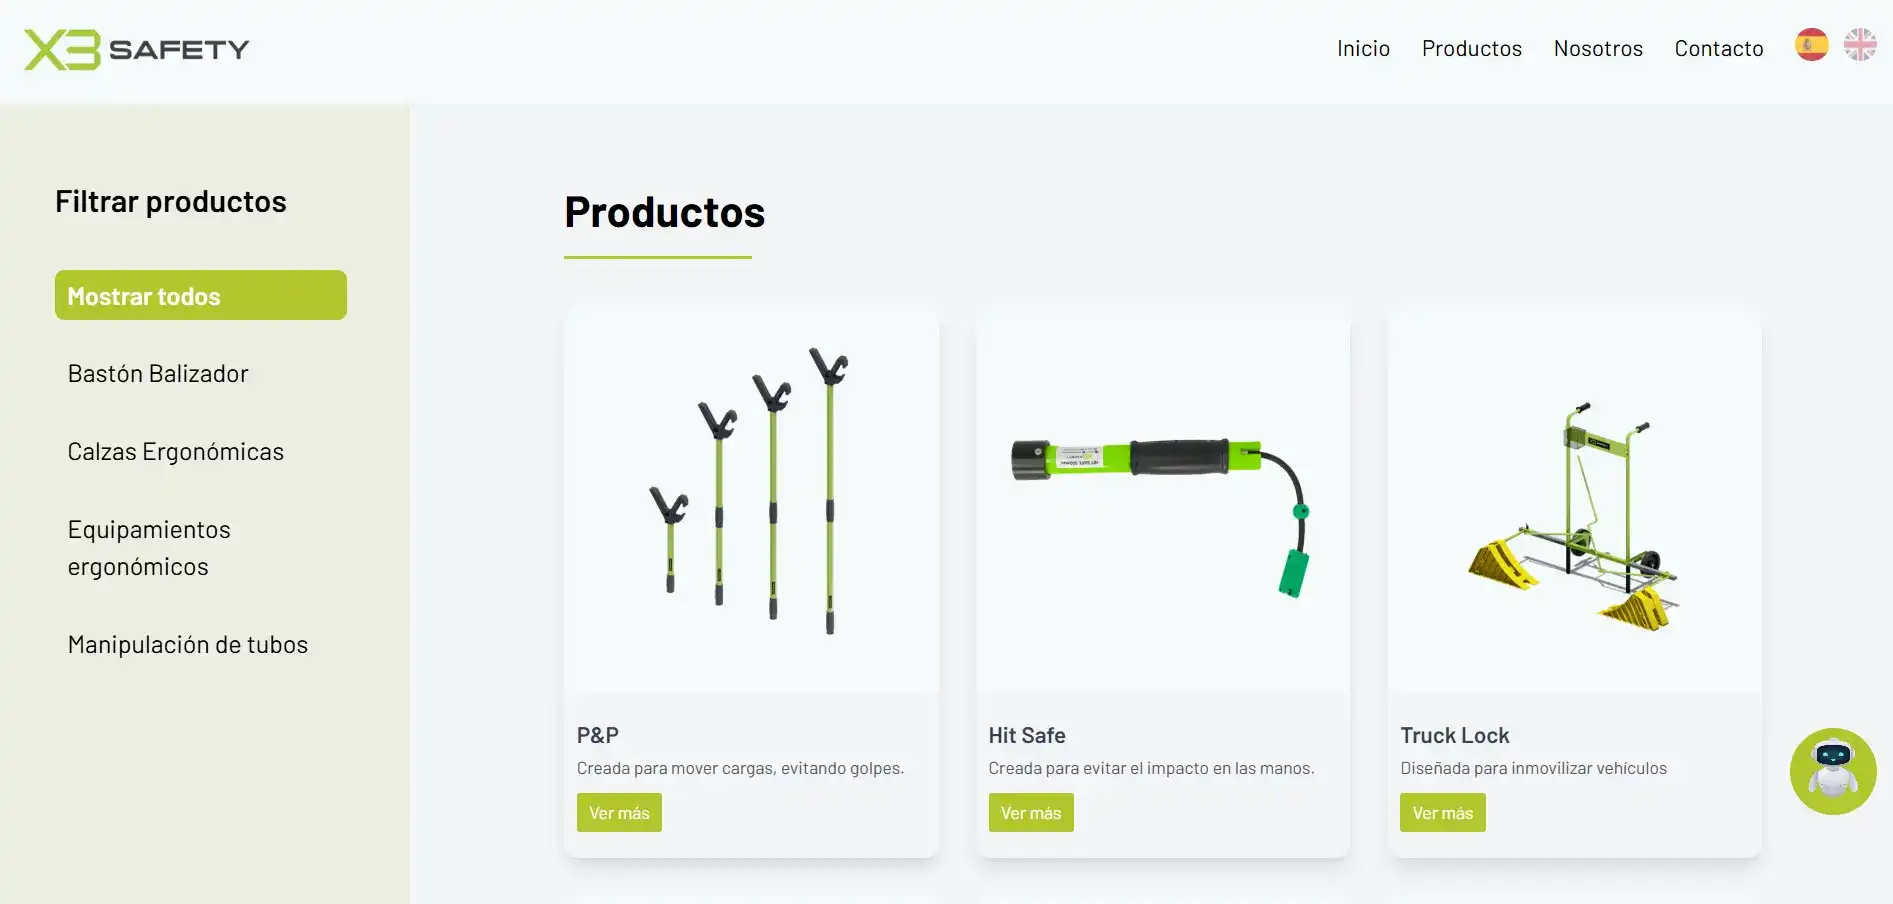 X3 SAFETY
Inicio
Productos
Nosotros
Contacto
Filtrar productos
Mostrar todos
Bastón Balizador
Calzas Ergonómicas
Equipamientos
ergonómicos
Manipulación de tubos
Productos
P&P
Creada para mover cargas, evitando golpes.
Ver más
Hit Safe
Creada para evitar el impacto en las manos.
Ver más
Truck Lock
Diseñada para inmovilizar vehículos
Ver más